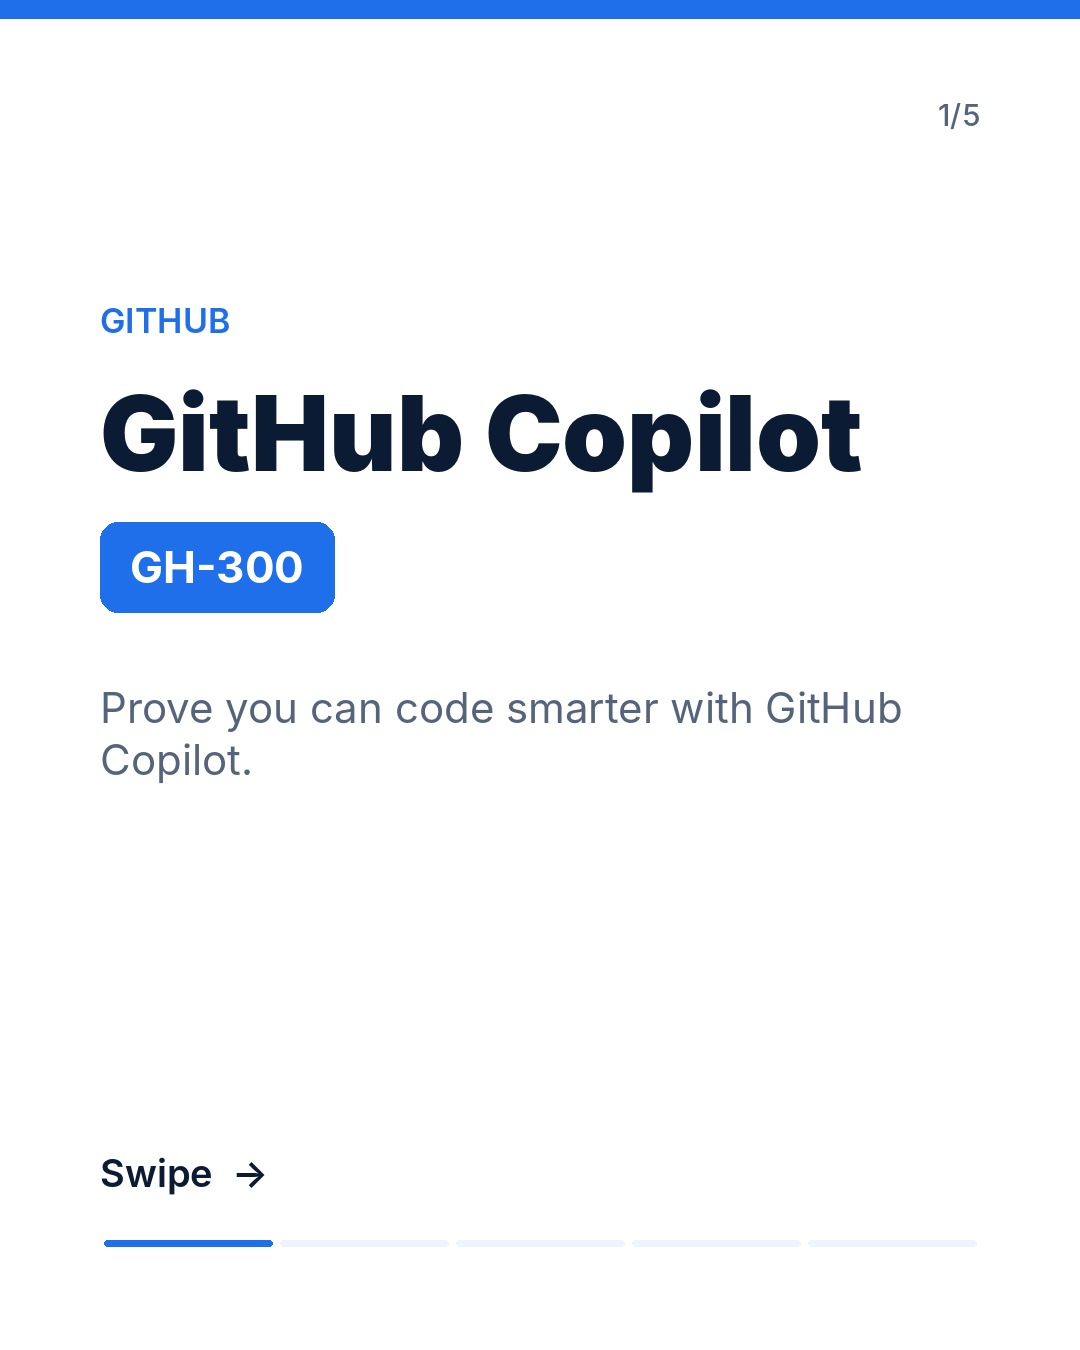 1/5
GITHUB
GitHub Copilot
GH-300
Prove you can code smarter with GitHub
Copilot.
Swipe →